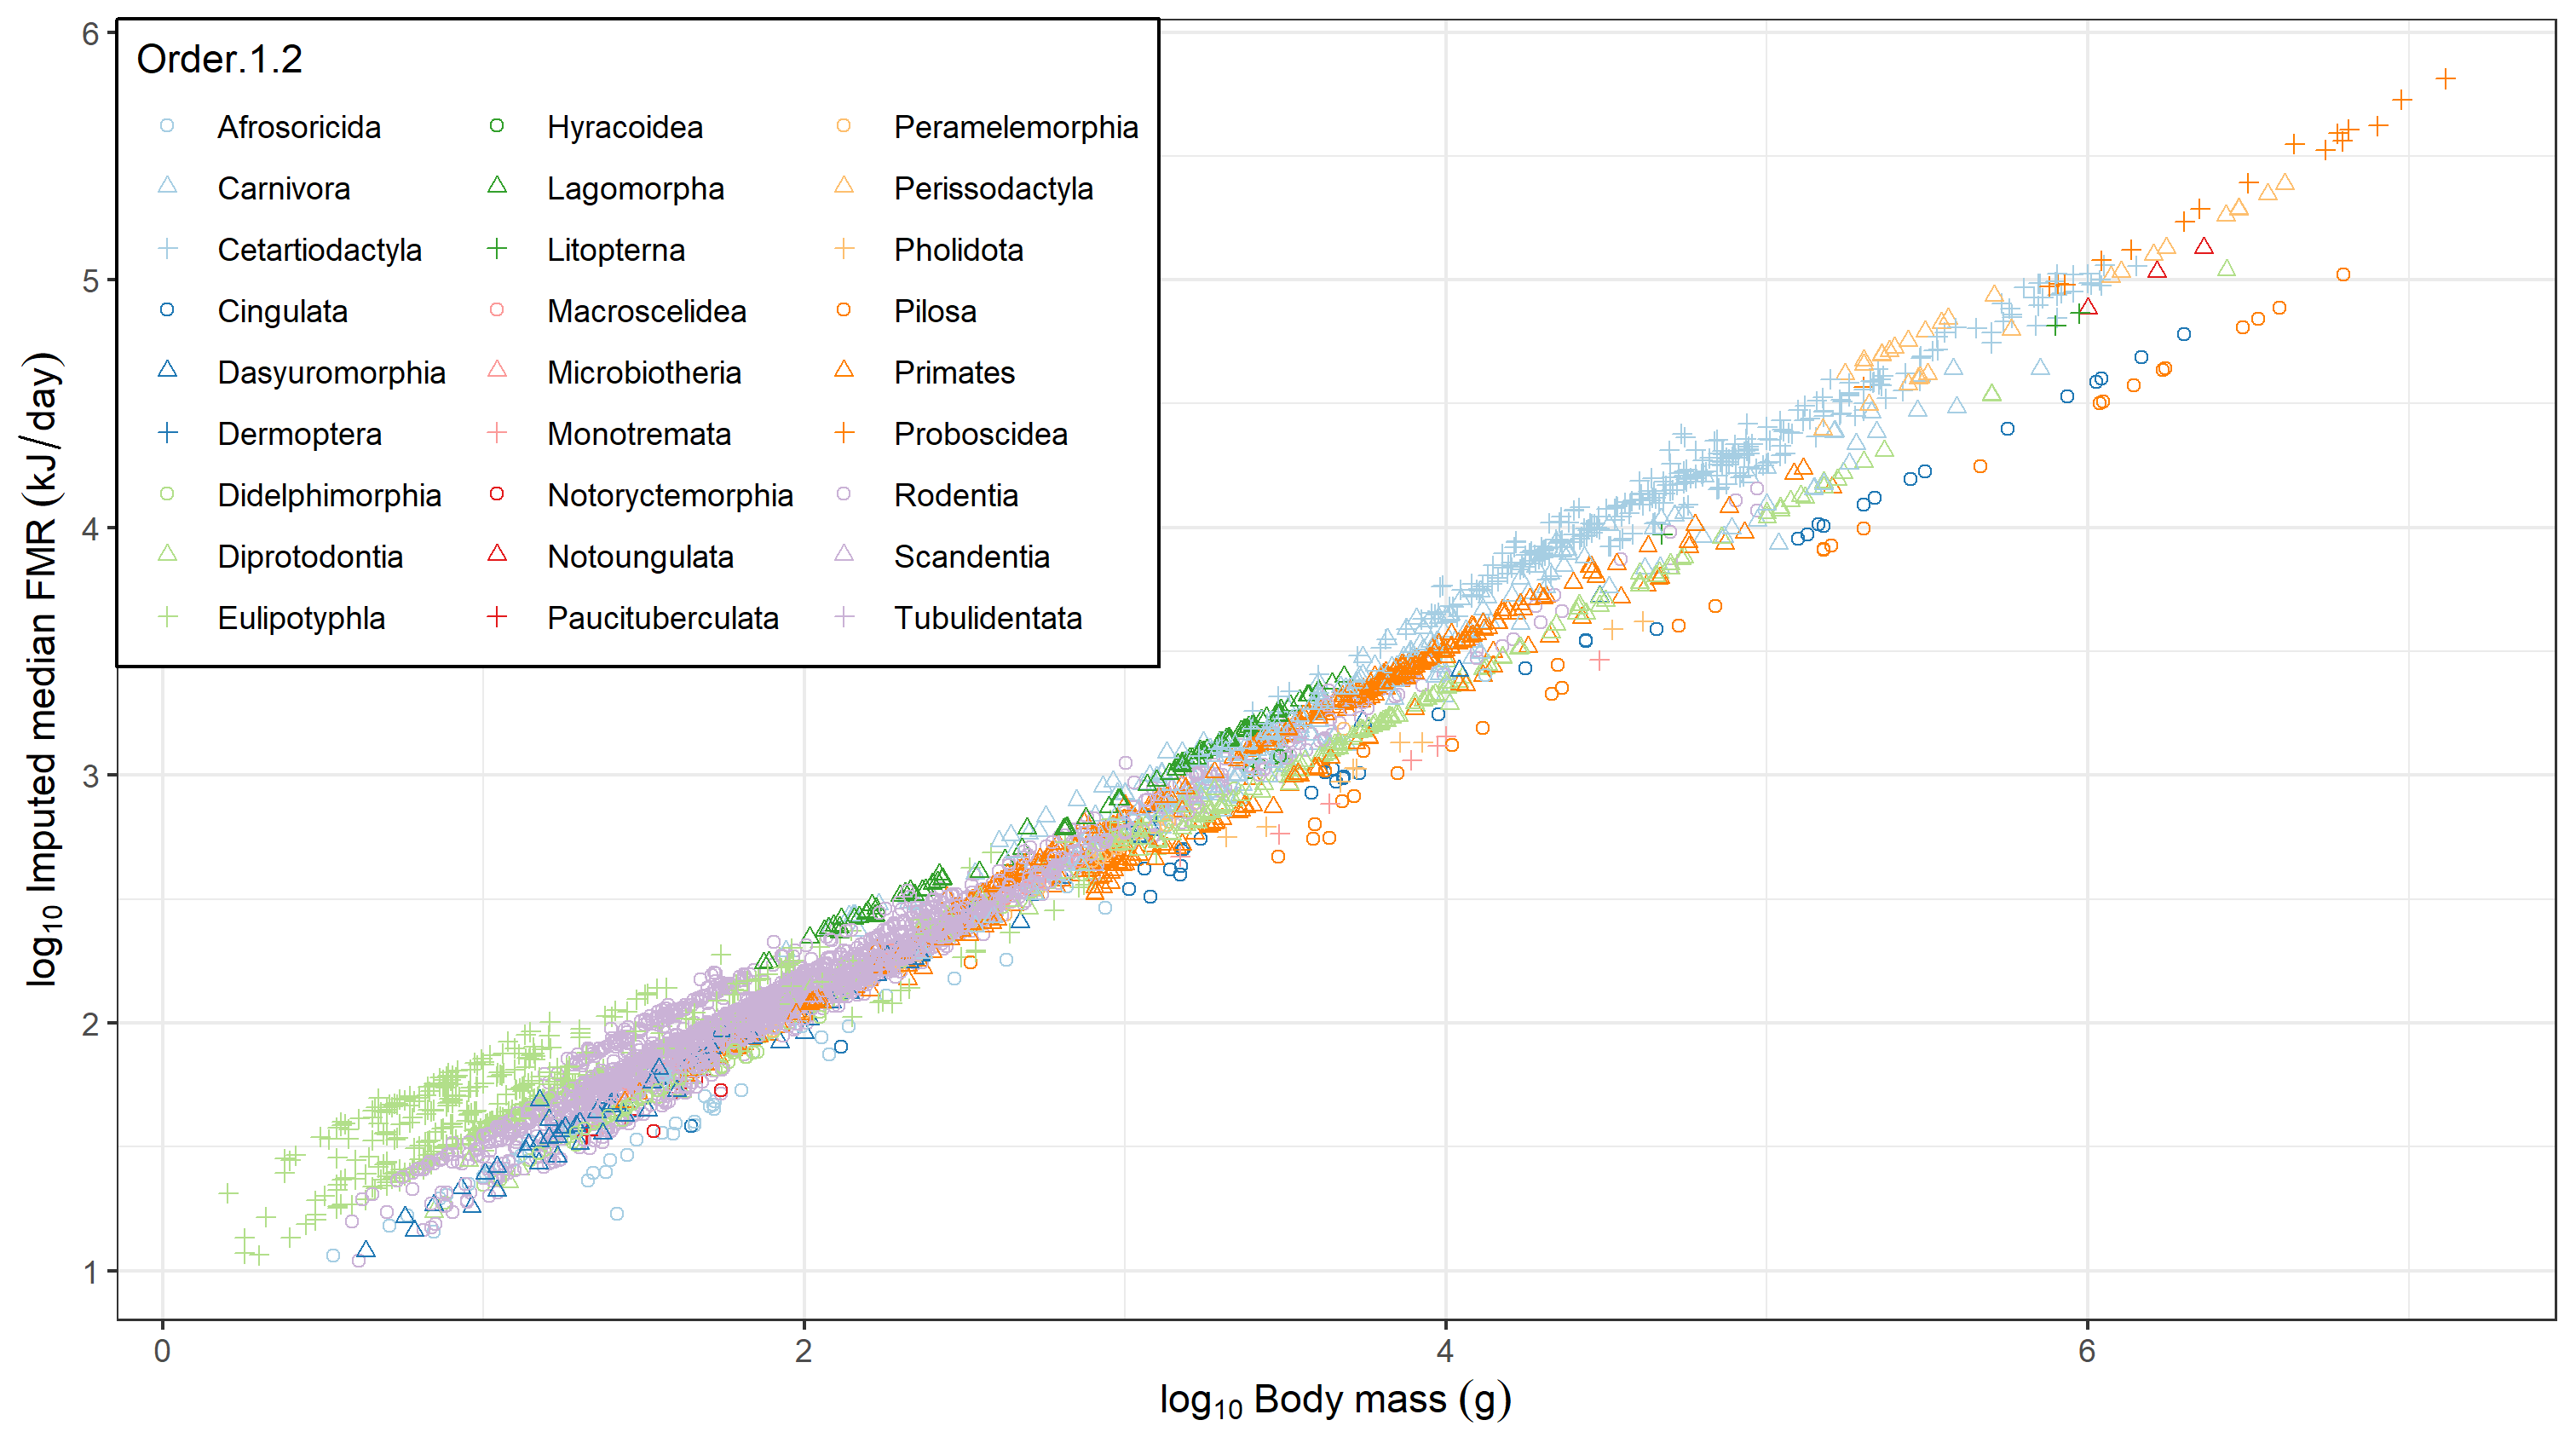 Order.1.2
Afrosoricida
Carnivora
Cetartiodactyla
Cingulata
Dasyuromorphia
Dermoptera
Didelphimorphia
Diprotodontia
Eulipotyphla
Hyracoidea
Lagomorpha
Litopterna
Macroscelidea
Microbiotheria
Monotremata
Notoryctemorphia
Notoungulata
Paucituberculata
Peramelemorphia
Perissodactyla
Pholidota
Pilosa
Primates
Proboscidea
Rodentia
Scandentia
Tubulidentata
log10 Imputed median FMR (kJ/day)
6
5
4
3
2
1
0 2 4 6
log10 Body mass (g)